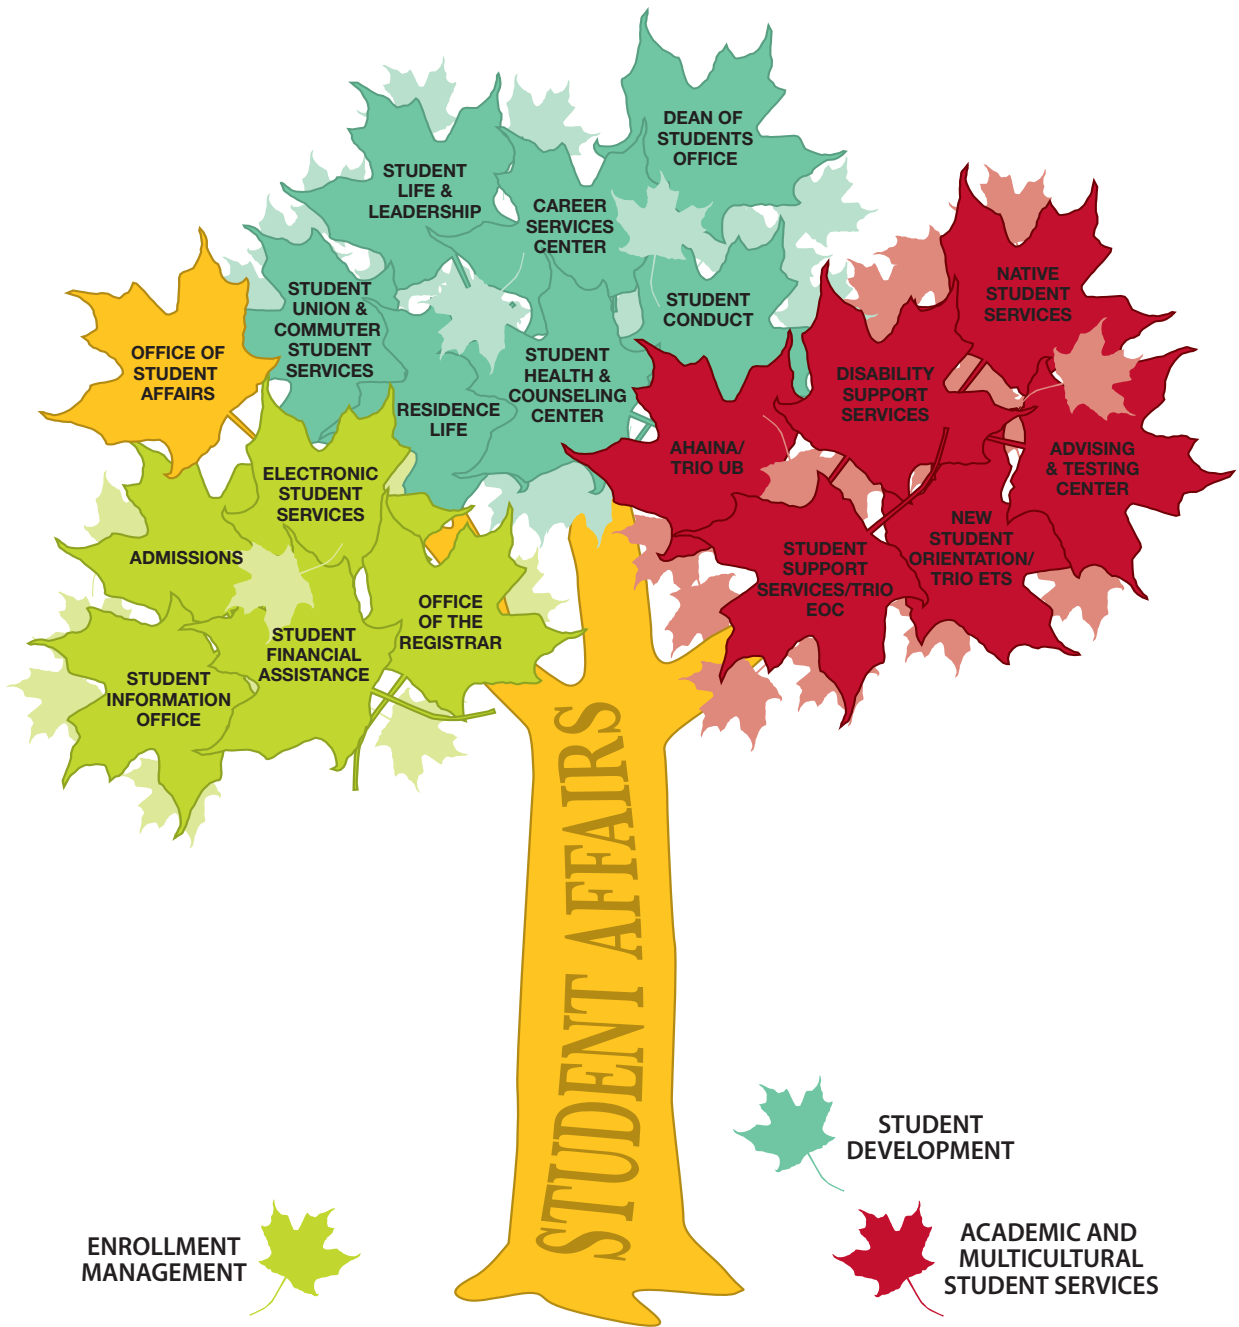 DEAN OF
STUDENTS
OFFICE
STUDENT
LIFE &
LEADERSHIP
CAREER
SERVICES
CENTER
NATIVE
STUDENT
SERVICES
STUDENT
UNION &
COMMUTER
STUDENT
SERVICES
STUDENT
CONDUCT
OFFICE OF
STUDENT
AFFAIRS
STUDENT
HEALTH &
COUNSELING
CENTER
DISABILITY
SUPPORT
SERVICES
RESIDENCE
LIFE
AHAINA/
TRIO UB
ADVISING
& TESTING
CENTER
ELECTRONIC
STUDENT
SERVICES
ADMISSIONS
NEW
STUDENT
ORIENTATION/
TRIO ETS
STUDENT
SUPPORT
SERVICES/TRIO
EOC
OFFICE
OF THE
REGISTRAR
STUDENT
FINANCIAL
ASSISTANCE
STUDENT
INFORMATION
OFFICE
STUDENT AFFAIRS
STUDENT
DEVELOPMENT
ENROLLMENT
MANAGEMENT
ACADEMIC AND
MULTICULTURAL
STUDENT SERVICES